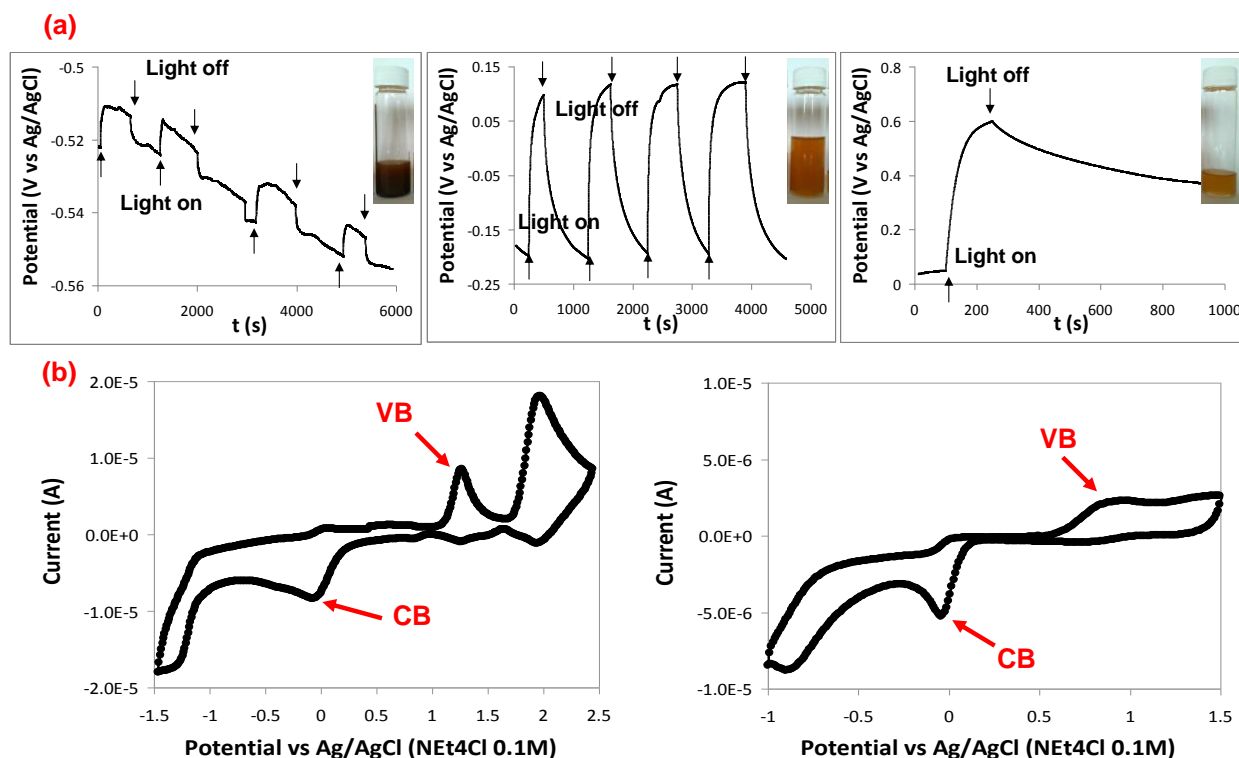 (a)
-0.5
-0.52
-0.54
-0.56
Potential (V vs Ag/AgCl)
Light off
Light on
0
2000
4000
6000
t (s)
0.15
0.05
-0.05
-0.15
-0.25
Potential (V vs Ag/AgCl)
Light off
Light on
0
1000
2000
3000
4000
5000
t (s)
0.8
0.6
0.4
0.2
0
Potential (V vs Ag/AgCl)
Light off
Light on
0
200
400
600
800
1000
t (s)
(b)
2.0E-5
1.0E-5
0.0E+0
-1.0E-5
-2.0E-5
Current (A)
VB
CB
-1.5
-1
-0.5
0
0.5
1
1.5
2
2.5
Potential vs Ag/AgCl (NEt4Cl 0.1M)
1.0E-5
5.0E-6
0.0E+0
-5.0E-6
-1.0E-5
Current (A)
VB
CB
-1
-0.5
0
0.5
1
1.5
Potential vs Ag/AgCl (NEt4Cl 0.1M)